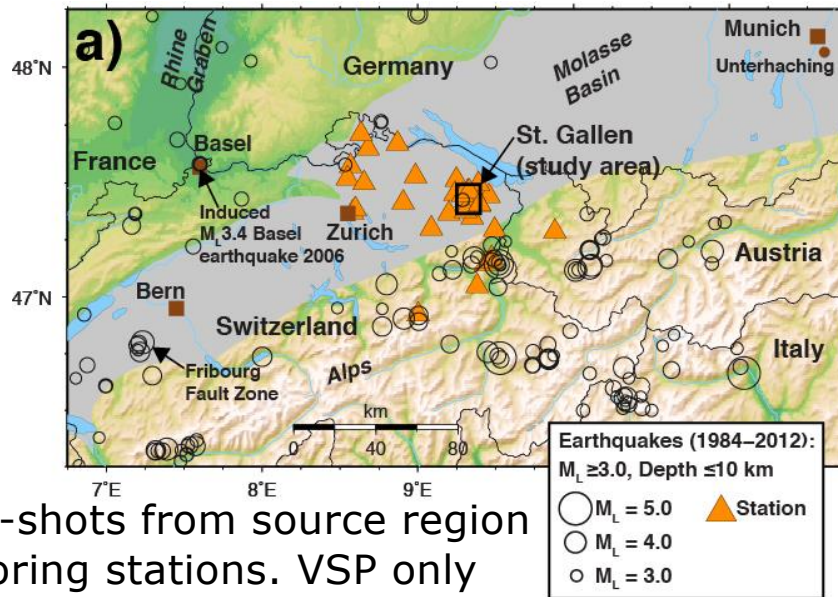 a)
Rhine
Graben
Germany
Molasse
Basin
Munich
Unterhaching
48°N
France
Basel
St. Gallen
(study area)
Induced
ML3.4 Basel
earthquake 2006
Zurich
Austria
47°N
Bern
Switzerland
Alps
Italy
Fribourg
Fault Zone
km
0 40 80
7°E 8°E 9°E
Earthquakes (1984–2012):
ML ≥3.0, Depth ≤10 km
ML = 5.0 Station
ML = 4.0
ML = 3.0
-shots from source region
oring stations. VSP only